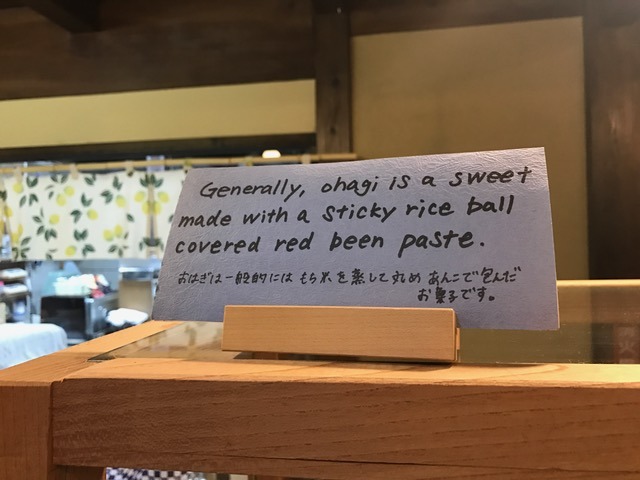 Generally, ohagi is a sweet
made with a sticky rice ball
covered red been paste.
おはぎは一般的には もち米を蒸して丸め あんこで包んだ
お菓子です。